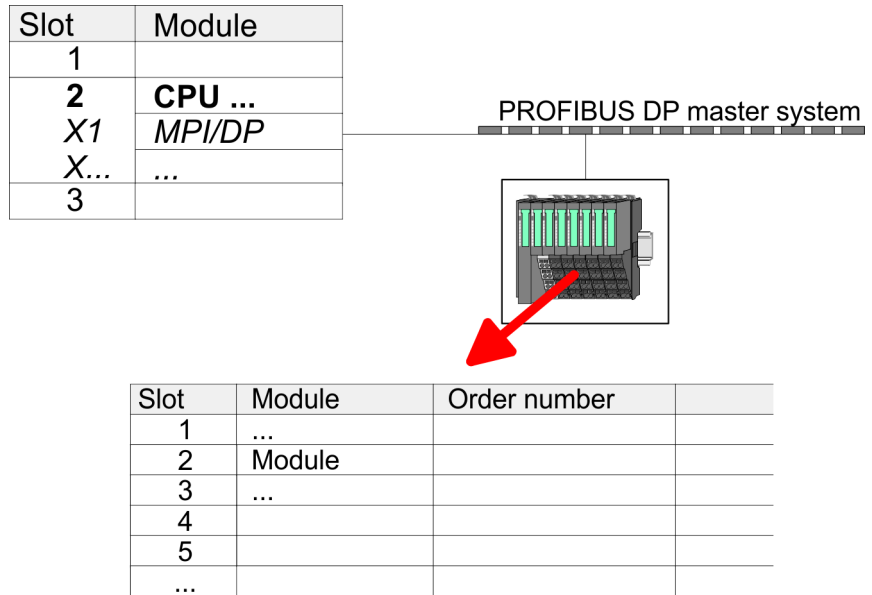 Slot Module
1
2 CPU ...
X1 MPI/DP
X... ...
3
PROFIBUS DP master system
Slot Module Order number
1 ...
2 Module
3 ...
4
5
...